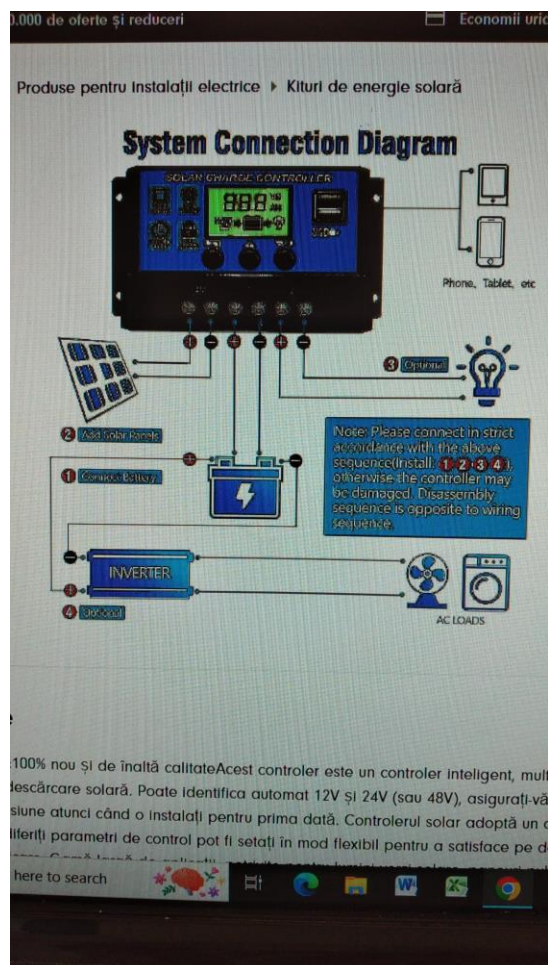 0.000 de oferte și reduceri
Economii uric
Produse pentru Instalații electrice ▸ Kituri de energie solară
System Connection Diagram
SOLAR CHARGE CONTROLLER
888
Phone, Tablet, etc
3 Optional
2 Add Solar Panels
1 Connect Battery
Note: Please connect in strict
accordance with the above
sequence(Install: 1 2 3 4),
otherwise the controller may
be damaged. Disassembly
sequence is opposite to wiring
sequence.
INVERTER
4 Optional
AC LOADS
e
:100% nou și de înaltă calitateAcest controler este un controler inteligent, mult
descărcare solară. Poate identifica automat 12V și 24V (sau 48V), asigurați-vă
siune atunci când o instalați pentru prima dată. Controlerul solar adoptă un c
diferiți parametri de control pot fi setați în mod flexibil pentru a satisface pe d
here to search